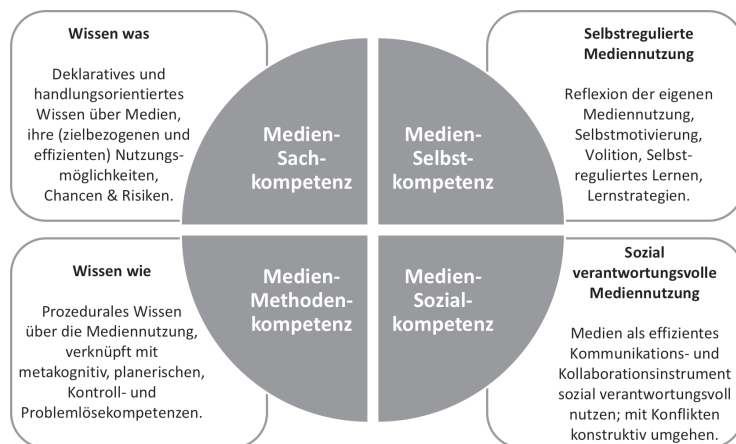 Wissen was
Deklaratives und
handlungsorientiertes
Wissen über Medien,
ihre (zielbezogenen und
effizienten) Nutzungs-
möglichkeiten,
Chancen & Risiken.
Medien-
Sach-
kompetenz
Medien-
Selbst-
kompetenz
Selbstregulierte
Mediennutzung
Reflexion der eigenen
Mediennutzung,
Selbstmotivierung,
Volition, Selbst-
reguliertes Lernen,
Lernstrategien.
Wissen wie
Prozedurales Wissen
über die Mediennutzung,
verknüpft mit
metakognitiv, planerischen,
Kontroll- und
Problemlösekompetenzen.
Medien-
Methoden-
kompetenz
Medien-
Sozial-
kompetenz
Sozial
verantwortungsvolle
Mediennutzung
Medien als effizientes
Kommunikations- und
Kollaborationsinstrument
sozial verantwortungsvoll
nutzen; mit Konflikten
konstruktiv umgehen.